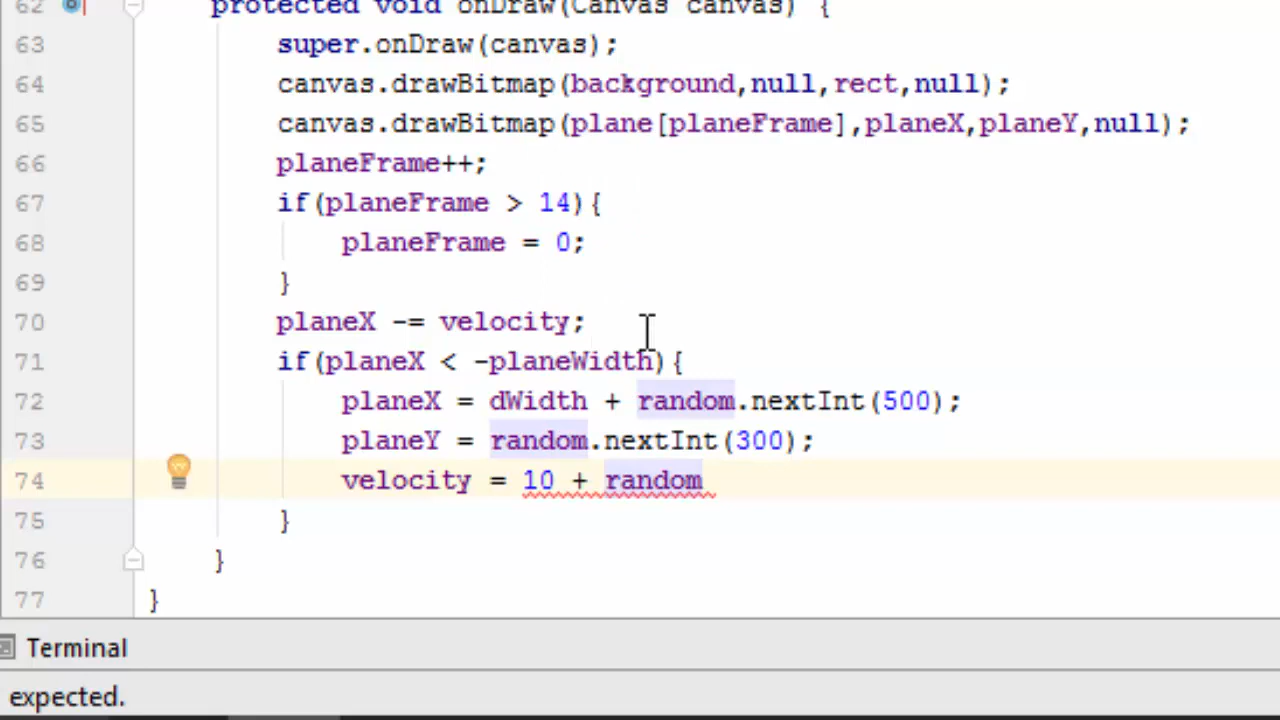 62 protected void onDraw(Canvas canvas) {
63 super.onDraw(canvas);
64 canvas.drawBitmap(background,null,rect,null);
65 canvas.drawBitmap(plane[planeFrame],planeX,planeY,null);
66 planeFrame++;
67 if(planeFrame > 14){
68 planeFrame = 0;
69 }
70 planeX -= velocity;
71 if(planeX < -planeWidth){
72 planeX = dWidth + random.nextInt(500);
73 planeY = random.nextInt(300);
74 velocity = 10 + random
75 }
76 }
77 }
Terminal
expected.